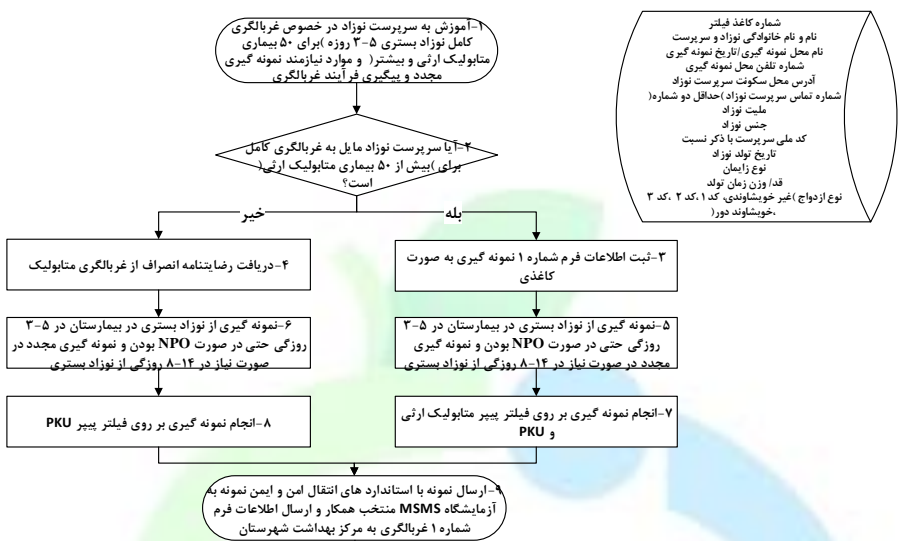 ۱-آموزش به سرپرست نوزاد در خصوص غربالگری
کامل نوزاد بستری ۵-۳ روزه )برای ۵۰ بیماری
متابولیک ارثی و بیشتر( و موارد نیازمند نمونه گیری
مجدد و پیگیری فرآیند غربالگری
شماره کاغذ فیلتر
نام و نام خانوادگی نوزاد و سرپرست
نام محل نمونه گیری/تاریخ نمونه گیری
شماره تلفن محل نمونه گیری
آدرس محل سکونت سرپرست نوزاد
شماره تماس سرپرست نوزاد)حداقل دو شماره(
ملیت نوزاد
جنس نوزاد
کد ملی سرپرست با ذکر نسبت
تاریخ تولد نوزاد
نوع زایمان
قد/ وزن زمان تولد
نوع ازدواج )غیر خویشاوندی، کد ۱ ،کد ۲ ،کد ۳
،خویشاوند دور(
۲-آیا سرپرست نوزاد مایل به غربالگری کامل
برای )بیش از ۵۰ بیماری متابولیک ارثی(
است؟
بله
خیر
۳-ثبت اطلاعات فرم شماره ۱ نمونه گیری به صورت
کاغذی
۴-دریافت رضایتنامه انصراف از غربالگری متابولیک
۵-نمونه گیری از نوزاد بستری در بیمارستان در ۵-۳
روزگی حتی در صورت NPO بودن و نمونه گیری
مجدد در صورت نیاز در ۱۴-۸ روزگی از نوزاد بستری
۶-نمونه گیری از نوزاد بستری در بیمارستان در ۵-۳
روزگی حتی در صورت NPO بودن و نمونه گیری مجدد در
صورت نیاز در ۱۴-۸ روزگی از نوزاد بستری
۷-انجام نمونه گیری بر روی فیلتر پیپر متابولیک ارثی
و PKU
۸-انجام نمونه گیری بر روی فیلتر پیپر PKU
۹-ارسال نمونه با استاندارد های انتقال امن و ایمن نمونه به
آزمایشگاه MSMS منتخب همکار و ارسال اطلاعات فرم
شماره ۱ غربالگری به مرکز بهداشت شهرستان